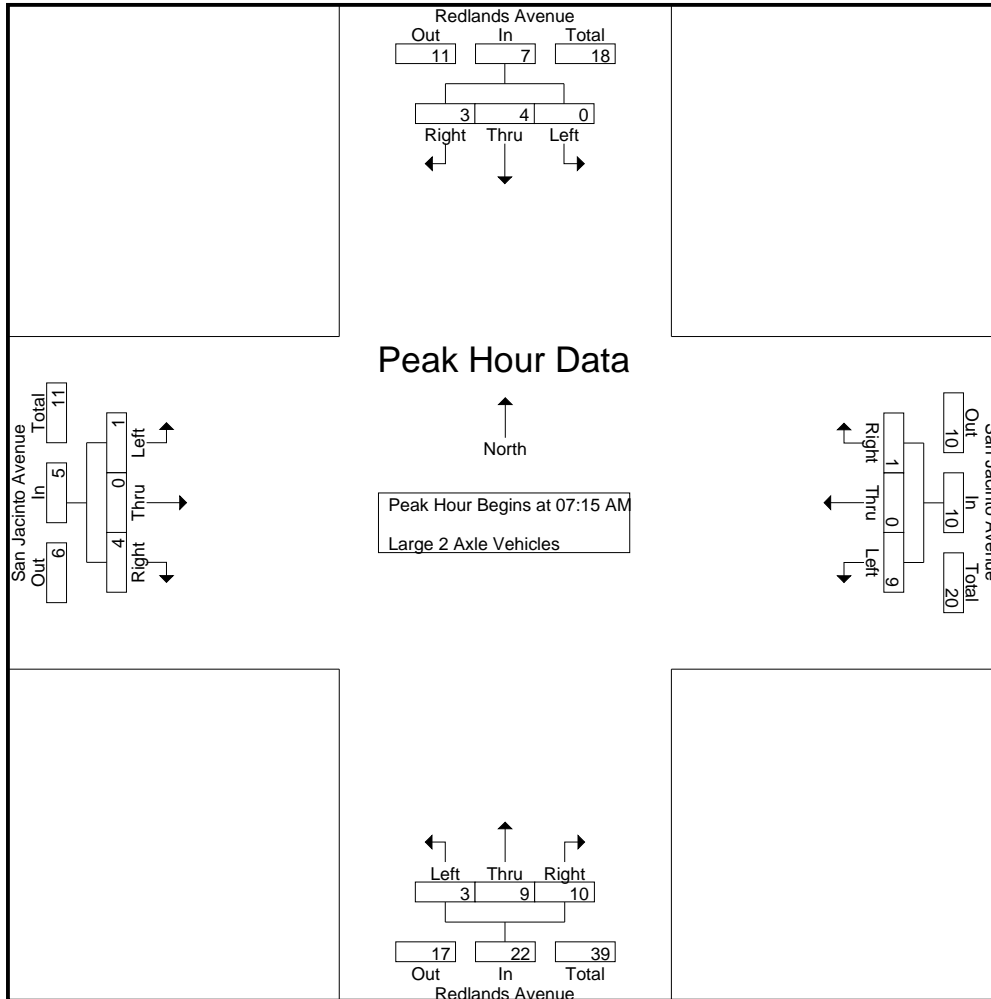 Redlands Avenue
Out In Total
11 7 18
3 4 0
Right Thru Left
Peak Hour Data
North
Peak Hour Begins at 07:15 AM
Large 2 Axle Vehicles
San Jacinto Avenue
Total In Out
11 5 6
1 0 4
Left Thru Right
San Jacinto Avenue
Out In Total
10 10 20
1 0 9
Right Thru Left
Left Thru Right
3 9 10
17 22 39
Out In Total
Redlands Avenue